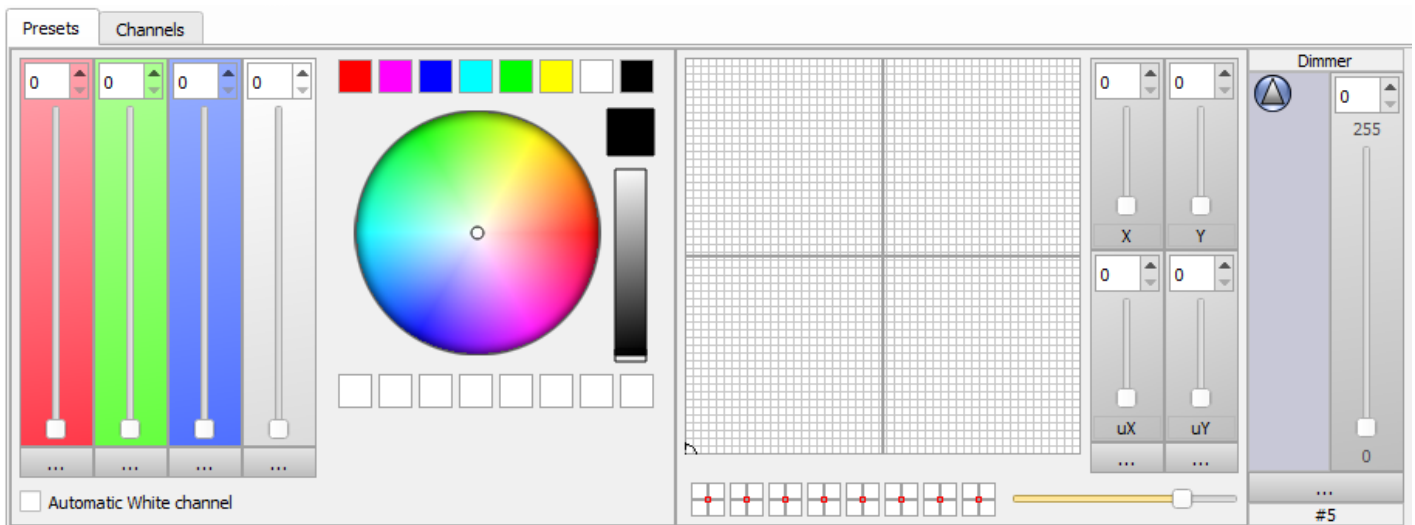 Presets Channels
0 0 0 0
... ... ... ...
Automatic White channel
0 0
X Y
0 0
uX uY
... ...
Dimmer
0
255
0
...
#5